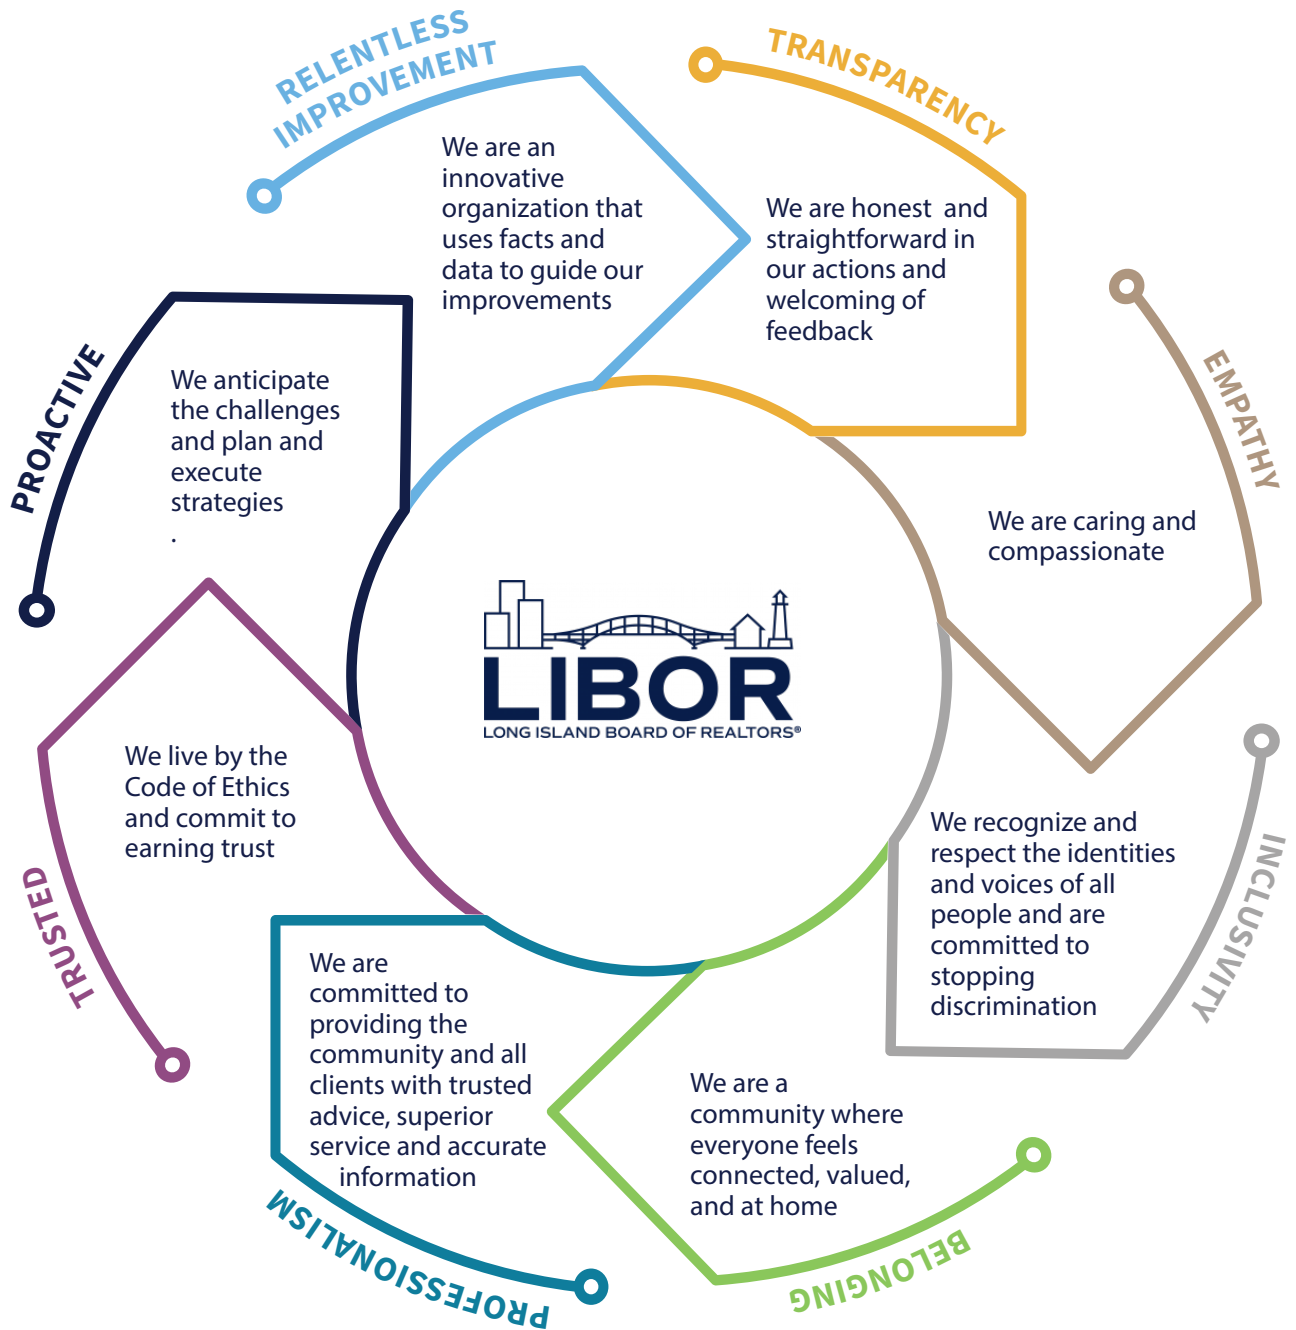 RELENTLESS
IMPROVEMENT
We are an
innovative
organization that
uses facts and
data to guide our
improvements
TRANSPARENCY
We are honest and
straightforward in
our actions and
welcoming of
feedback
EMPATHY
We are caring and
compassionate
INCLUSIVITY
We recognize and
respect the identities
and voices of all
people and are
committed to
stopping
discrimination
BELONGING
We are a
community where
everyone feels
connected, valued,
and at home
PROFESSIONALISM
We are
committed to
providing the
community and all
clients with trusted
advice, superior
service and accurate
information
TRUSTED
We live by the
Code of Ethics
and commit to
earning trust
PROACTIVE
We anticipate
the challenges
and plan and
execute
strategies
.
LIBOR
LONG ISLAND BOARD OF REALTORS®